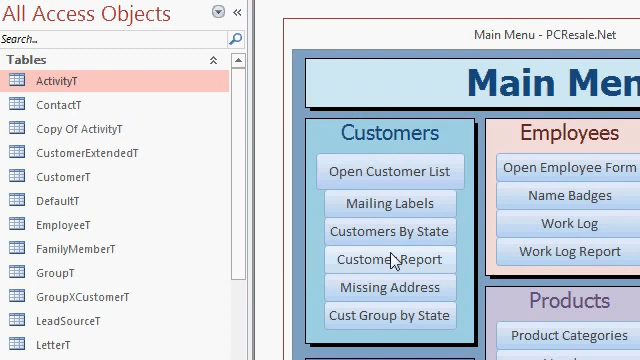 All Access Objects
Search...
Tables
ActivityT
ContactT
Copy Of ActivityT
CustomerExtendedT
CustomerT
DefaultT
EmployeeT
FamilyMemberT
GroupT
GroupXCustomerT
LeadSourceT
LetterT
Main Menu - PCResale.Net
Main Men
Customers
Open Customer List
Mailing Labels
Customers By State
Customer Report
Missing Address
Cust Group by State
Employees
Open Employee Form
Name Badges
Work Log
Work Log Report
Products
Product Categories